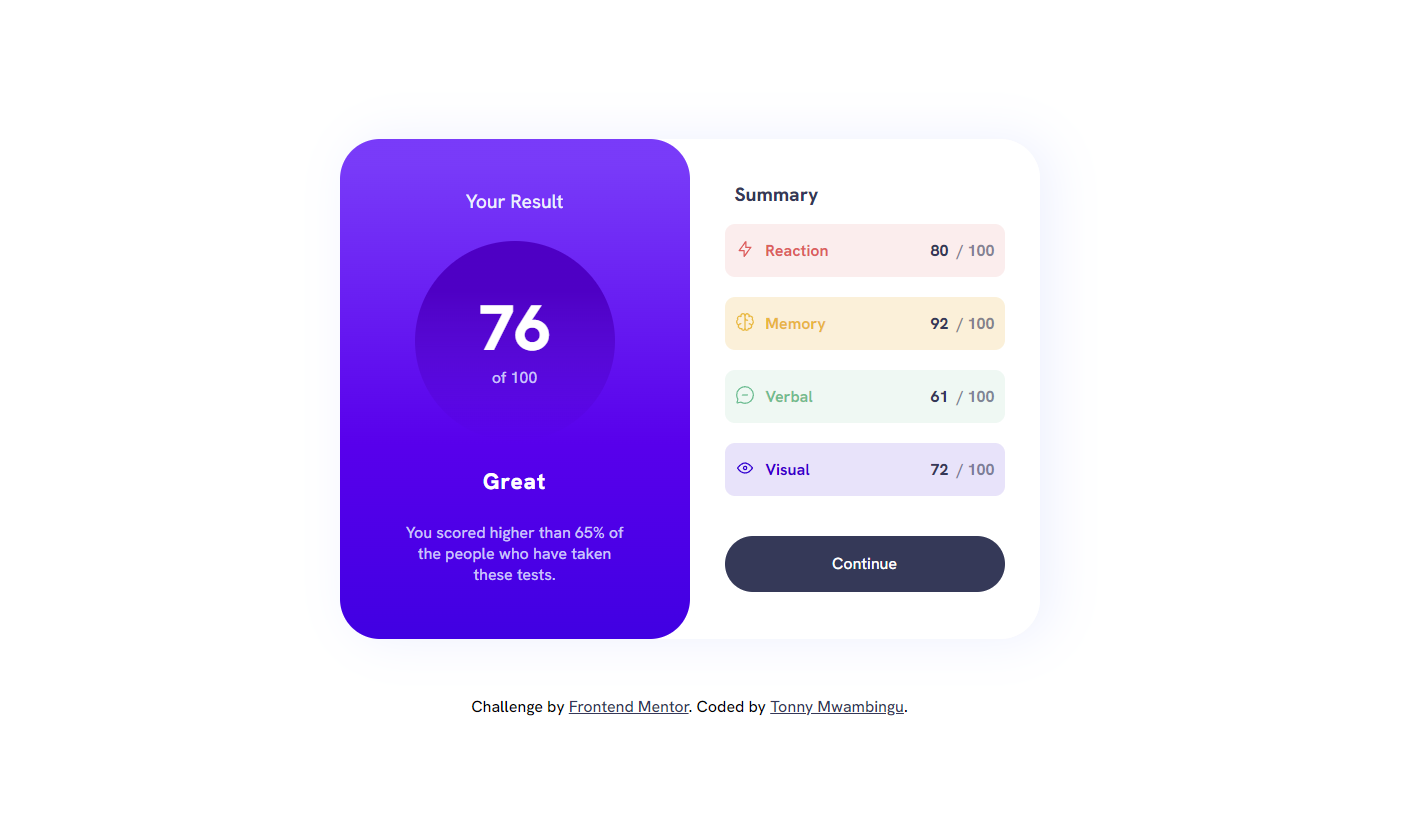 Your Result
76
of 100
Great
You scored higher than 65% of
the people who have taken
these tests.
Summary
Reaction 80 / 100
Memory 92 / 100
Verbal 61 / 100
Visual 72 / 100
Continue
Challenge by Frontend Mentor. Coded by Tonny Mwambingu.